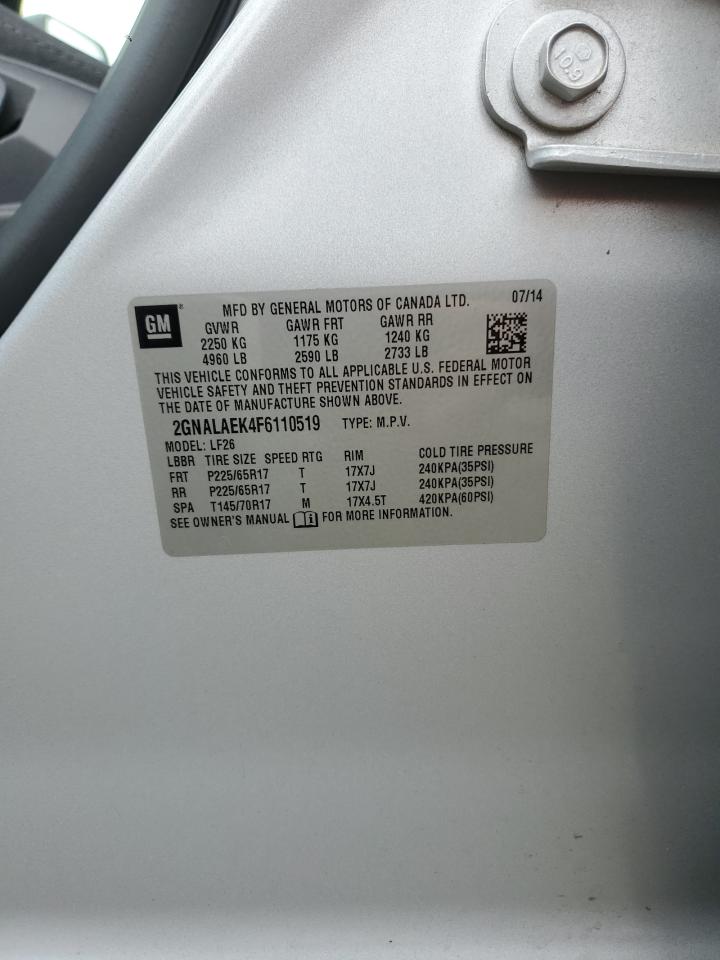 10.9
GM® MFD BY GENERAL MOTORS OF CANADA LTD. 07/14
GVWR GAWR FRT GAWR RR
2250 KG 1175 KG 1240 KG
4960 LB 2590 LB 2733 LB
THIS VEHICLE CONFORMS TO ALL APPLICABLE U.S. FEDERAL MOTOR
VEHICLE SAFETY AND THEFT PREVENTION STANDARDS IN EFFECT ON
THE DATE OF MANUFACTURE SHOWN ABOVE.
2GNALAEK4F6110519 TYPE: M.P.V.
MODEL: LF26
LBBR TIRE SIZE SPEED RTG RIM COLD TIRE PRESSURE
FRT P225/65R17 T 17X7J 240KPA(35PSI)
RR P225/65R17 T 17X7J 240KPA(35PSI)
SPA T145/70R17 M 17X4.5T 420KPA(60PSI)
SEE OWNER'S MANUAL FOR MORE INFORMATION.